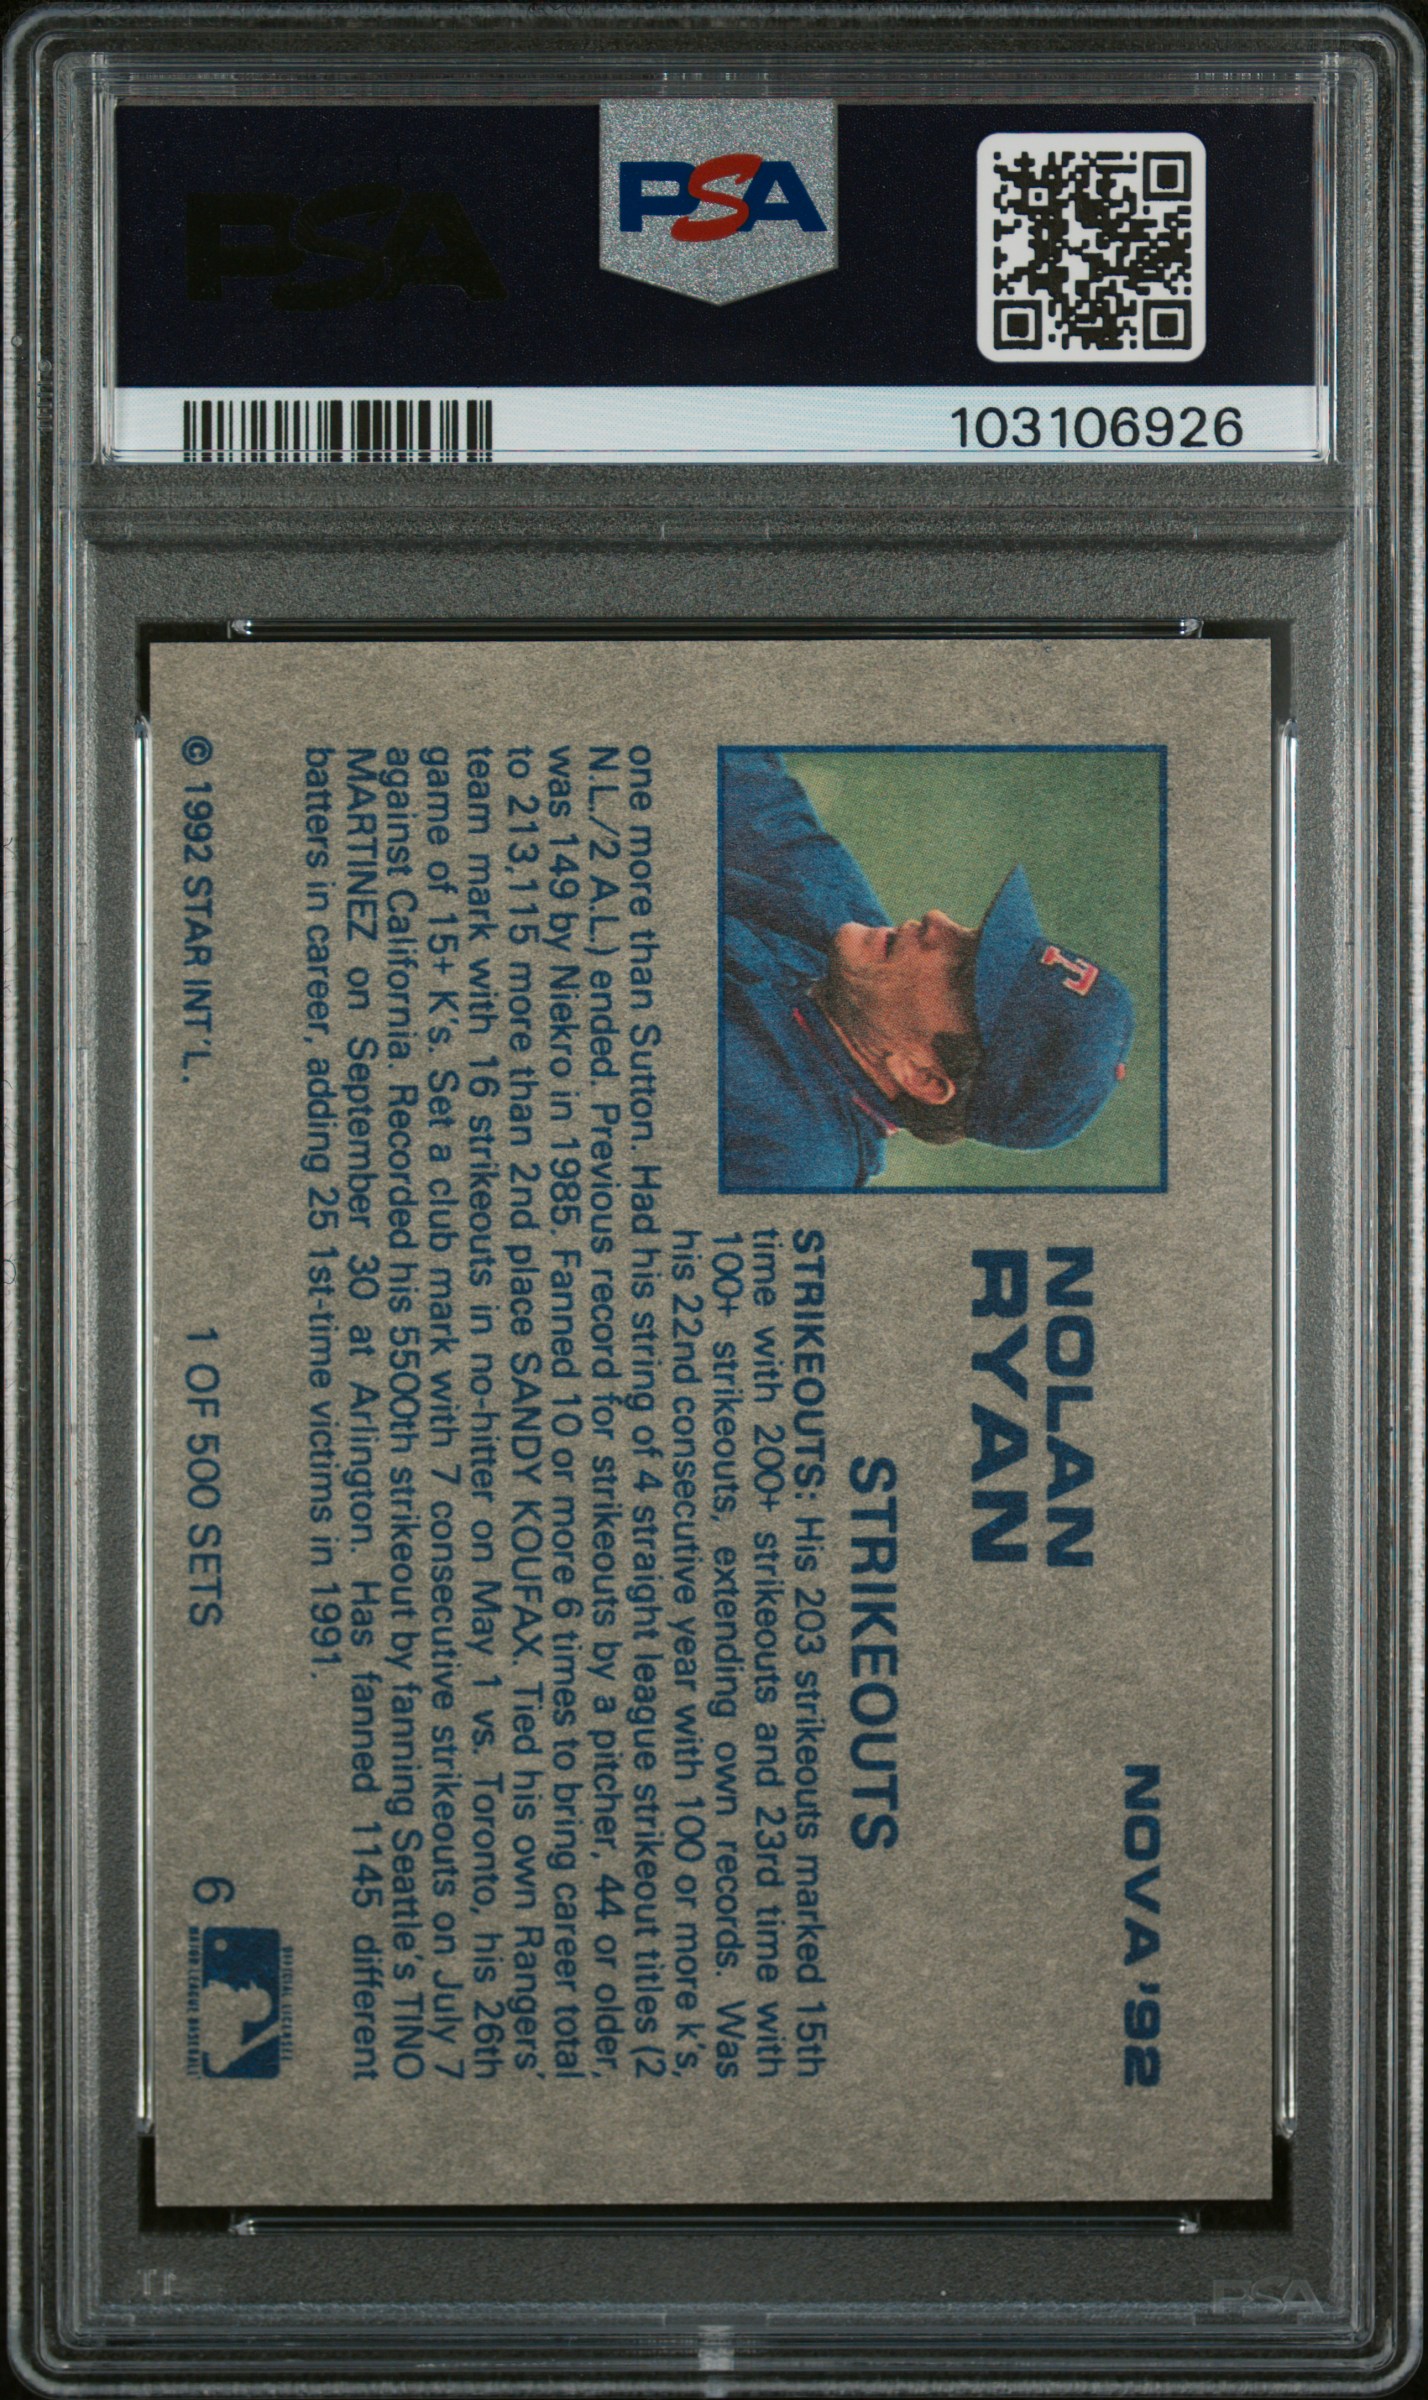 PSA
PSA
103106926
NOVA '92
NOLAN
RYAN
STRIKEOUTS
STRIKEOUTS: His 203 strikeouts marked 15th
time with 200+ strikeouts and 23rd time with
100+ strikeouts, extending own records. Was
his 22nd consecutive year with 100 or more k's,
one more than Sutton. Had his string of 4 straight league strikeout titles (2
N.L./2 A.L.) ended. Previous record for strikeouts by a pitcher, 44 or older,
was 149 by Niekro in 1985. Fanned 10 or more 6 times to bring career total
to 213,115 more than 2nd place SANDY KOUFAX. Tied his own Rangers'
team mark with 16 strikeouts in no-hitter on May 1 vs. Toronto, his 26th
game of 15+ K's. Set a club mark with 7 consecutive strikeouts on July 7
against California. Recorded his 5500th strikeout by fanning Seattle's TINO
MARTINEZ on September 30 at Arlington. Has fanned 1145 different
batters in career, adding 25 1st-time victims in 1991.
© 1992 STAR INT'L.
1 OF 500 SETS
6
OFFICIAL LICENSEE
MAJOR LEAGUE BASEBALL
T
PSA